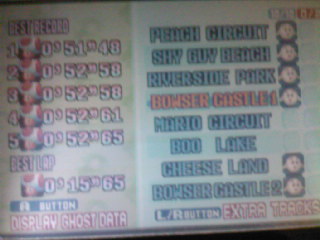 BEST RECORD
1 0'51"48
2 0'52"58
3 0'52"58
4 0'52"61
5 0'52"65
BEST LAP
0'15"65
A BUTTON
DISPLAY GHOST DATA
PEACH CIRCUIT
SHY GUY BEACH
RIVERSIDE PARK
BOWSER CASTLE 1
MARIO CIRCUIT
BOO LAKE
CHEESE LAND
BOWSER CASTLE 2
L/R BUTTON EXTRA TRACKS